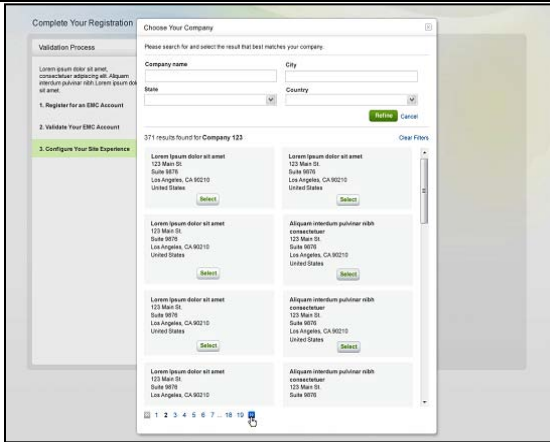 Complete Your Registration
Validation Process
Lorem ipsum dolor sit amet,
consectetuer adipiscing elit. Aliquam
interdum pulvinar nibh.Lorem ipsum dolo
sit amet.
1. Register for an EMC Account
2. Validate Your EMC Account
3. Configure Your Site Experience
Choose Your Company
Please search for and select the result that best matches your company.
Company name City
State Country
Refine Cancel
371 results found for Company 123 Clear Filters
Lorem ipsum dolor sit amet
123 Main St.
Suite 9876
Los Angeles, CA 90210
United States
Select
Lorem ipsum dolor sit amet
123 Main St.
Suite 9876
Los Angeles, CA 90210
United States
Select
Lorem ipsum dolor sit amet
123 Main St.
Suite 9876
Los Angeles, CA 90210
United States
Select
Aliquam interdum pulvinar nibh
consectetuer
123 Main St.
Suite 9876
Los Angeles, CA 90210
United States
Select
Lorem ipsum dolor sit amet
123 Main St.
Suite 9876
Los Angeles, CA 90210
United States
Select
Aliquam interdum pulvinar nibh
consectetuer
123 Main St.
Suite 9876
Los Angeles, CA 90210
United States
Select
Lorem ipsum dolor sit amet
123 Main St.
Suite 9876
Los Angeles, CA 90210
Aliquam interdum pulvinar nibh
consectetuer
123 Main St.
Suite 9876
1 2 3 4 5 6 7 ... 18 19